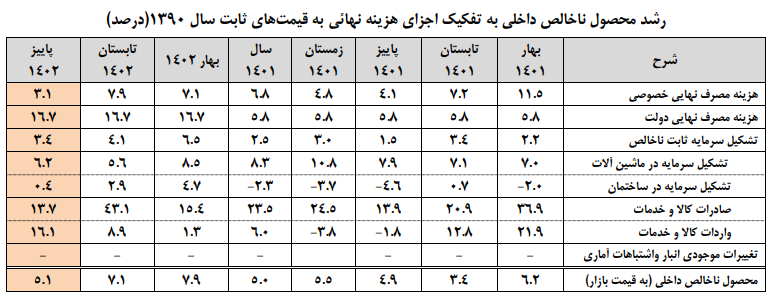 رشد محصول ناخالص داخلی به تفکیک اجزای هزینه نهائی به قیمت‌های ثابت سال ۱۳۹۰(درصد)
شرح بهار ۱۴۰۱ تابستان ۱۴۰۱ پاییز ۱۴۰۱ زمستان ۱۴۰۱ سال ۱۴۰۱ بهار ۱۴۰۲ تابستان ۱۴۰۲ پاییز ۱۴۰۲
هزینه مصرف نهایی خصوصی ۱۱.۵ ۷.۲ ۴.۱ ۴.۸ ۶.۸ ۷.۱ ۷.۹ ۳.۱
هزینه مصرف نهایی دولت ۵.۸ ۵.۸ ۵.۸ ۵.۸ ۵.۸ ۱۶.۷ ۱۶.۷ ۱۶.۷
تشکیل سرمایه ثابت ناخالص ۲.۲ ۳.۴ ۱.۵ ۳.۰ ۲.۵ ۶.۵ ۴.۱ ۳.۴
تشکیل سرمایه در ماشین آلات ۷.۰ ۷.۱ ۷.۹ ۱۰.۸ ۸.۳ ۸.۵ ۵.۶ ۶.۲
تشکیل سرمایه در ساختمان -۲.۰ ۰.۷ -۴.۶ -۳.۷ -۲.۳ ۴.۷ ۲.۹ ۰.۴
صادرات کالا و خدمات ۳۶.۹ ۲۰.۹ ۱۳.۹ ۲۴.۵ ۲۳.۵ ۱۵.۴ ۴۳.۱ ۱۳.۷
واردات کالا و خدمات ۲۱.۹ ۱۲.۸ -۱.۸ -۳.۸ ۶.۰ ۱.۳ ۸.۹ ۱۶.۱
تغییرات موجودی انبار واشتباهات آماری - - - - - - - -
محصول ناخالص داخلی (به قیمت بازار) ۶.۲ ۳.۴ ۴.۹ ۵.۵ ۵.۰ ۷.۹ ۷.۱ ۵.۱